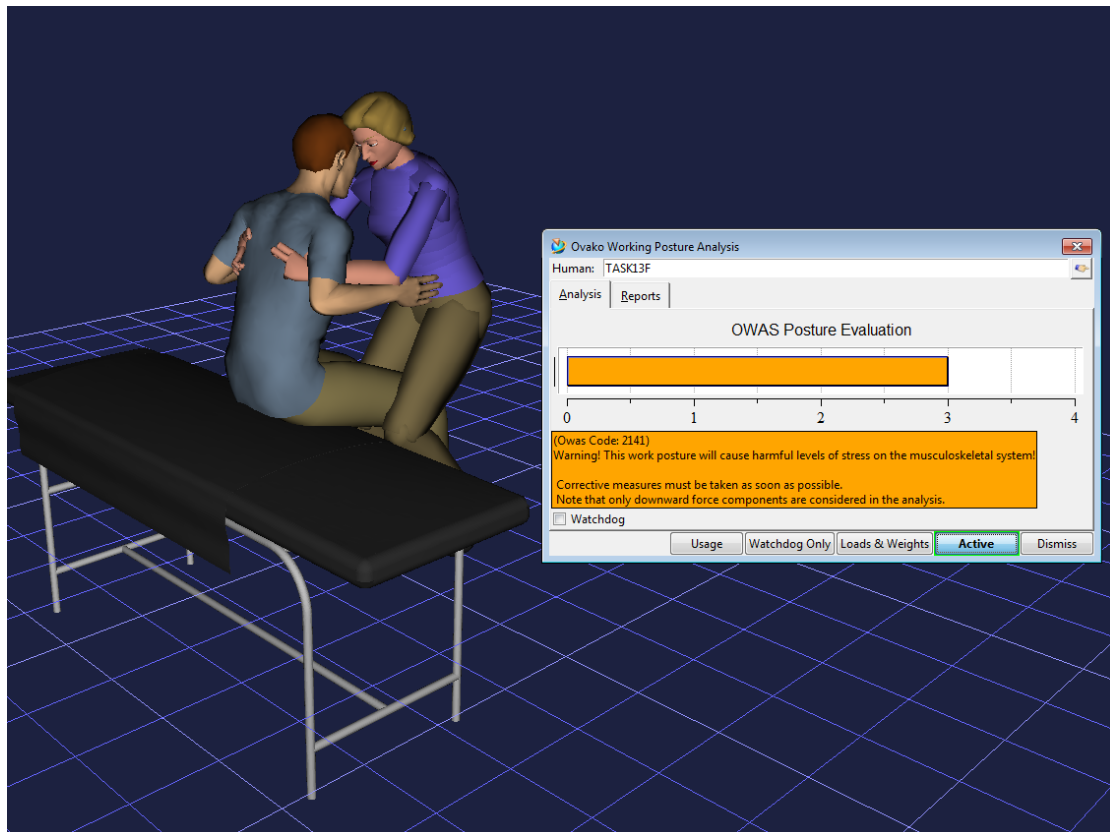 Ovako Working Posture Analysis
Human: TASK13F
Analysis Reports
OWAS Posture Evaluation
0 1 2 3 4
(Owas Code: 2141)
Warning! This work posture will cause harmful levels of stress on the musculoskeletal system!
Corrective measures must be taken as soon as possible.
Note that only downward force components are considered in the analysis.
Watchdog
Usage Watchdog Only Loads & Weights Active Dismiss